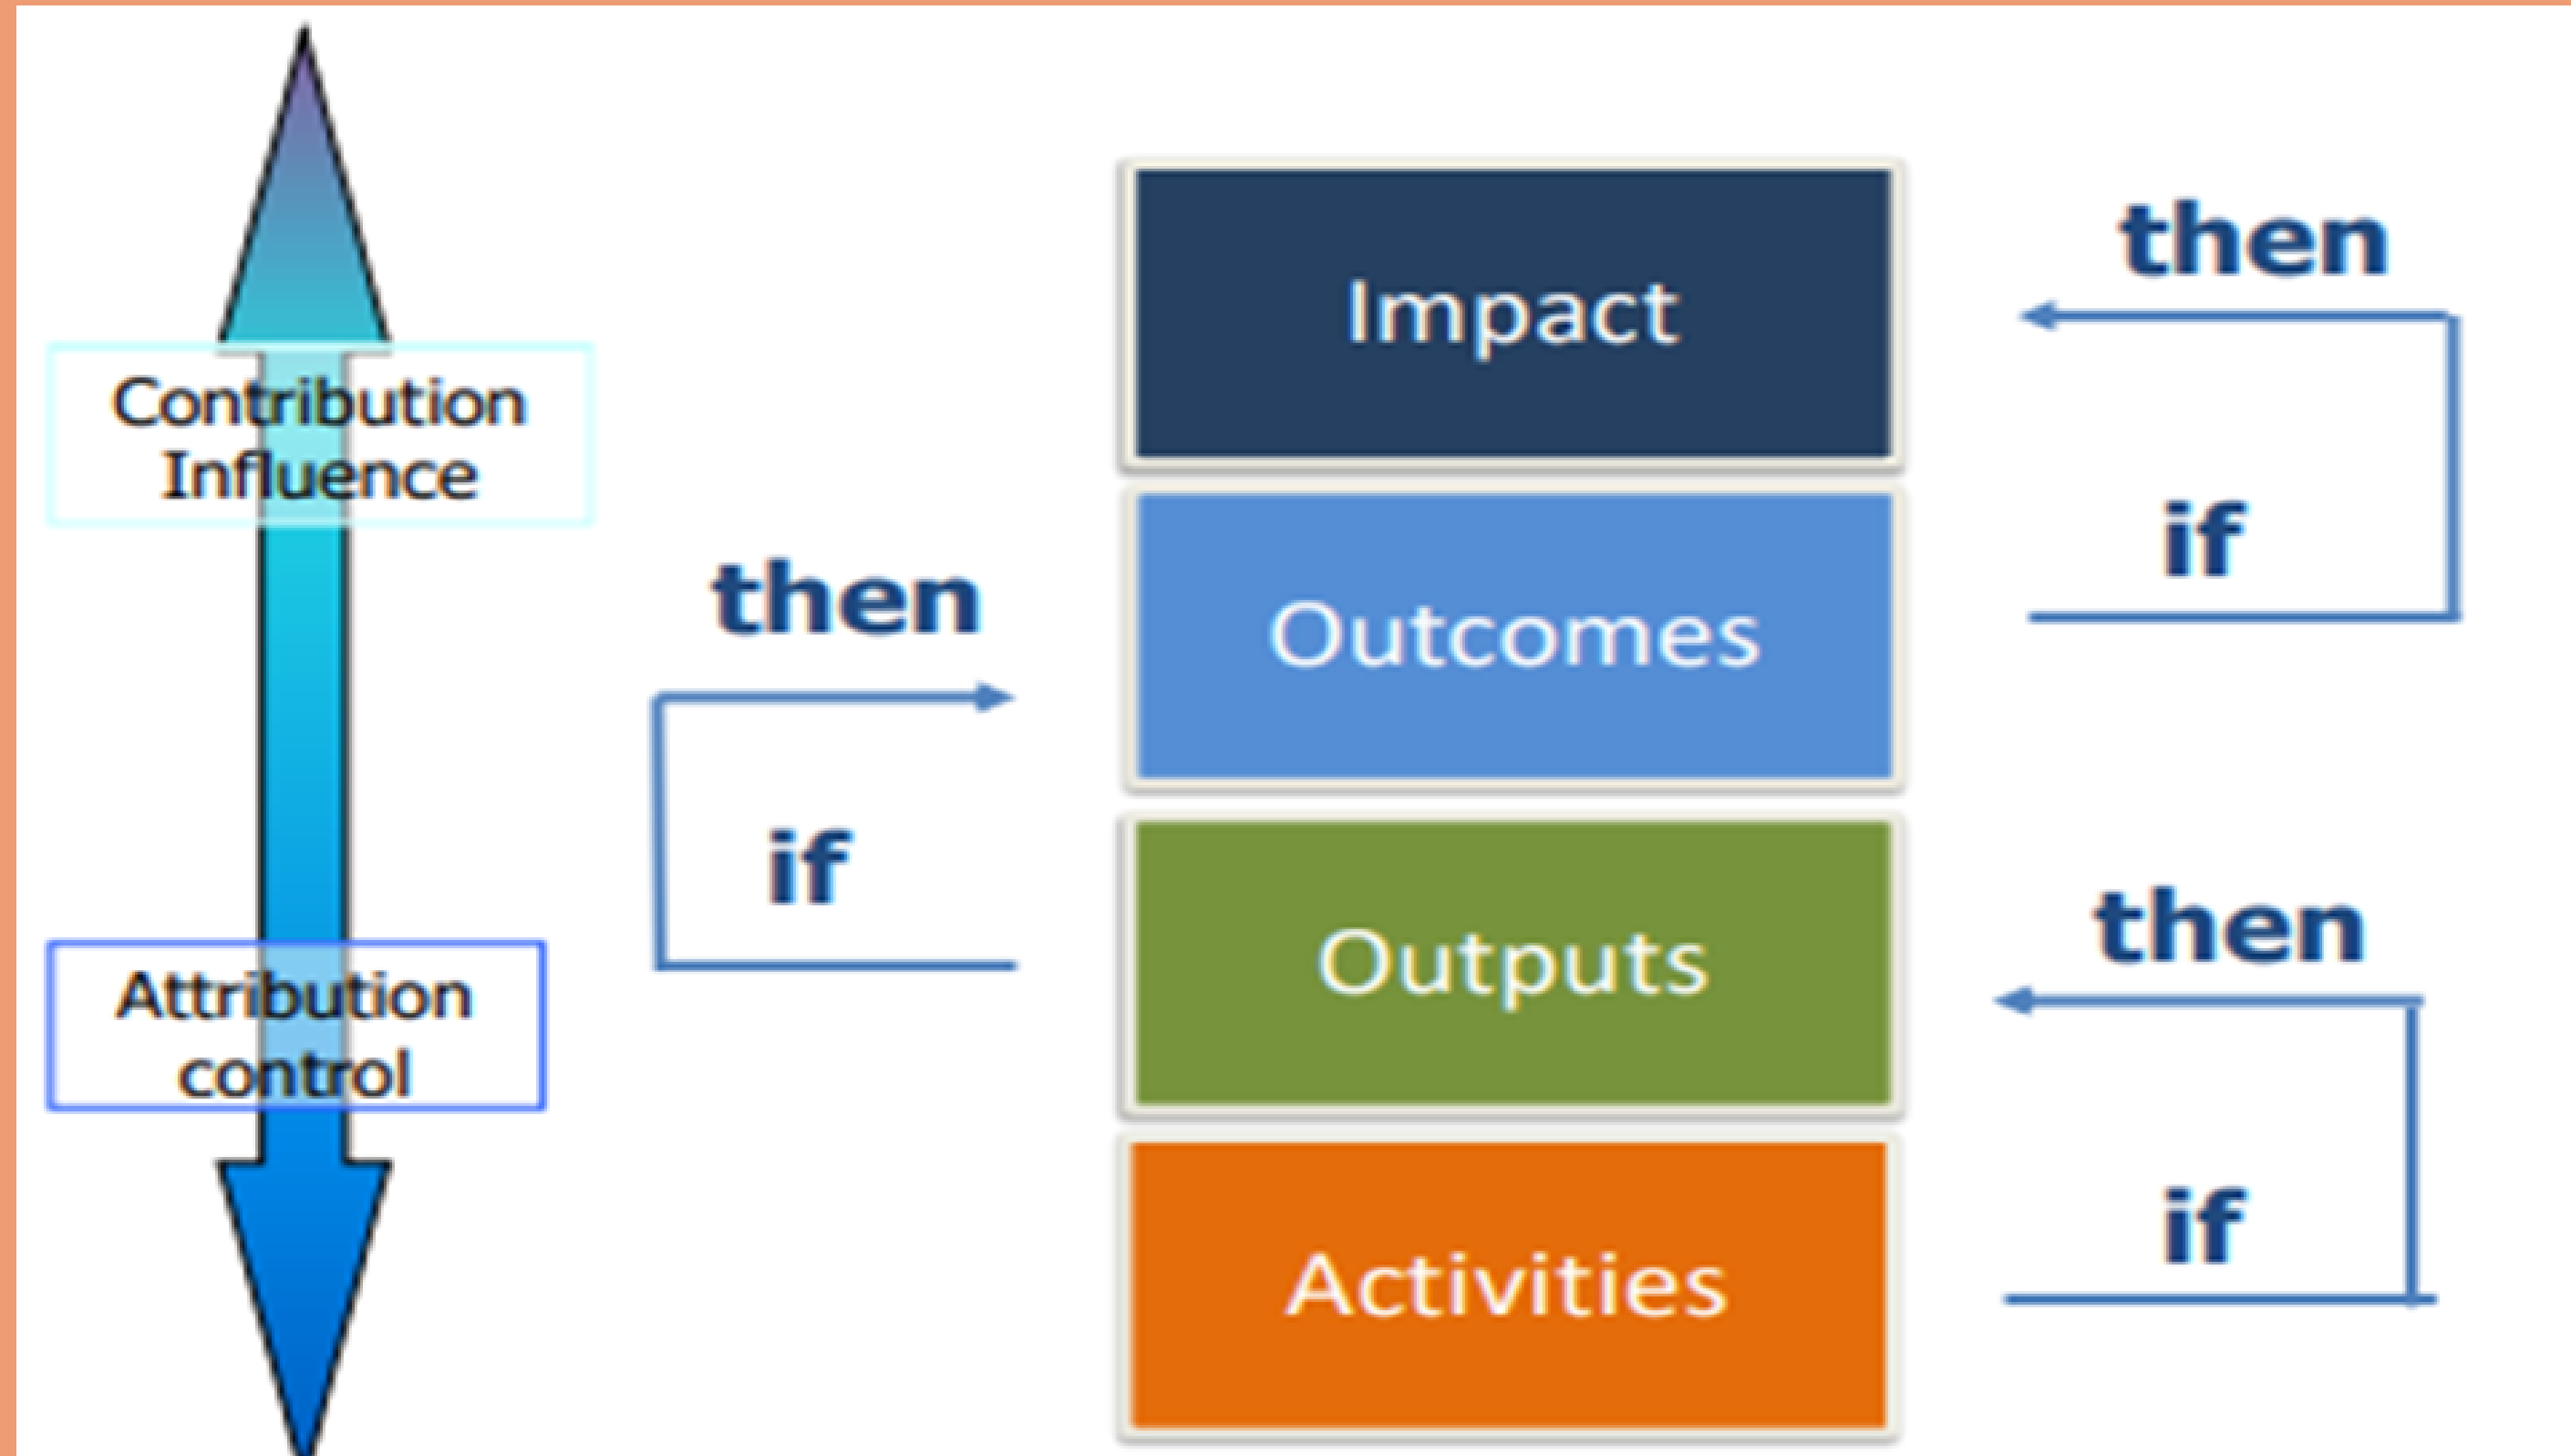 then
Impact
Contribution
Influence
if
then
Outcomes
if
then
Outputs
Attribution
control
if
Activities